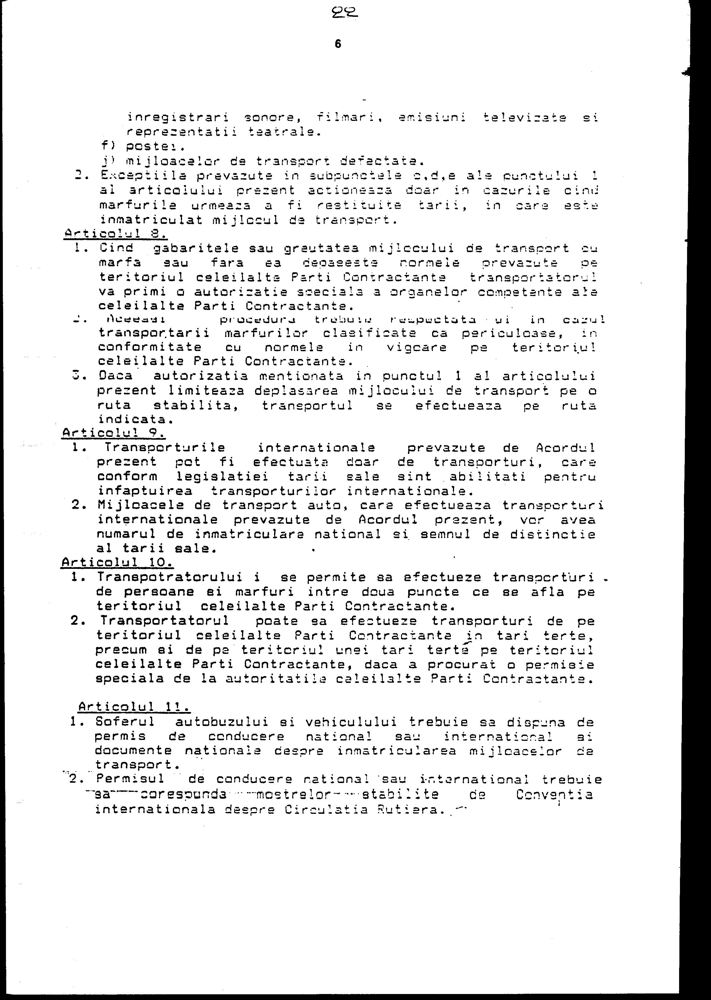 22
6
inregistrari sonore, filmari, emisiuni televizate si
reprezentatii teatrale.
f) postei.
j) mijloacelor de transport defectate.
2. Exceptiile prevazute in subpunctele c,d,e ale punctului 1
al articolului prezent actioneaza doar in cazurile cind
marfurile urmeaza a fi restituite tarii, in care este
inmatriculat mijlocul de transport.
Articolul 8.
1. Cind gabaritele sau greutatea mijlocului de transport cu
marfa sau fara ea depaseste normele prevazute pe
teritoriul celeilalte Parti Contractante transportatorul
va primi o autorizatie speciala a organelor competente ale
celeilalte Parti Contractante.
2. Aceeasi procedura trebuie respectata si in cazul
transportarii marfurilor clasificate ca periculoase, in
conformitate cu normele in vigoare pe teritoriul
celeilalte Parti Contractante.
3. Daca autorizatia mentionata in punctul 1 al articolului
prezent limiteaza deplasarea mijlocului de transport pe o
ruta stabilita, transportul se efectueaza pe ruta
indicata.
Articolul 9.
1. Transporturile internationale prevazute de Acordul
prezent pot fi efectuate doar de transporturi, care
conform legislatiei tarii sale sint abilitati pentru
infaptuirea transporturilor internationale.
2. Mijloacele de transport auto, care efectueaza transporturi
internationale prevazute de Acordul prezent, vor avea
numarul de inmatriculare national si semnul de distinctie
al tarii sale.
Articolul 10.
1. Transpotratorului i se permite sa efectueze transporturi
de persoane si marfuri intre doua puncte ce se afla pe
teritoriul celeilalte Parti Contractante.
2. Transportatorul poate sa efectueze transporturi de pe
teritoriul celeilalte Parti Contractante in tari terte,
precum si de pe teritoriul unei tari terte pe teritoriul
celeilalte Parti Contractante, daca a procurat o permisie
speciala de la autoritatile celeilalte Parti Contractante.
Articolul 11.
1. Soferul autobuzului si vehiculului trebuie sa dispuna de
permis de conducere national sau international si
documente nationale despre inmatricularea mijloacelor de
transport.
2. Permisul de conducere national sau international trebuie
sa corespunda mostrelor stabilite de Conventia
internationala despre Circulatia Rutiera.